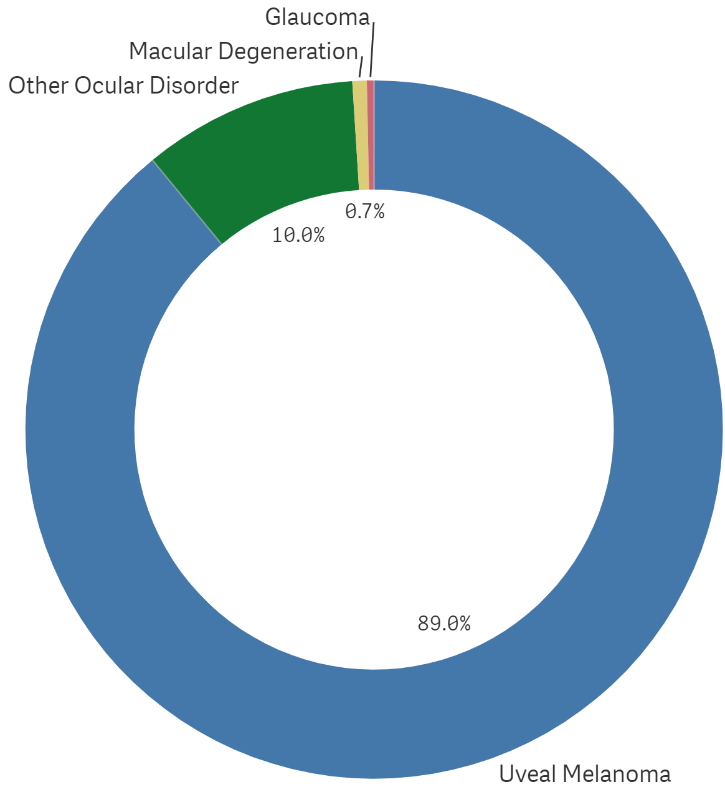 Glaucoma
Macular Degeneration
Other Ocular Disorder
0.7%
10.0%
89.0%
Uveal Melanoma